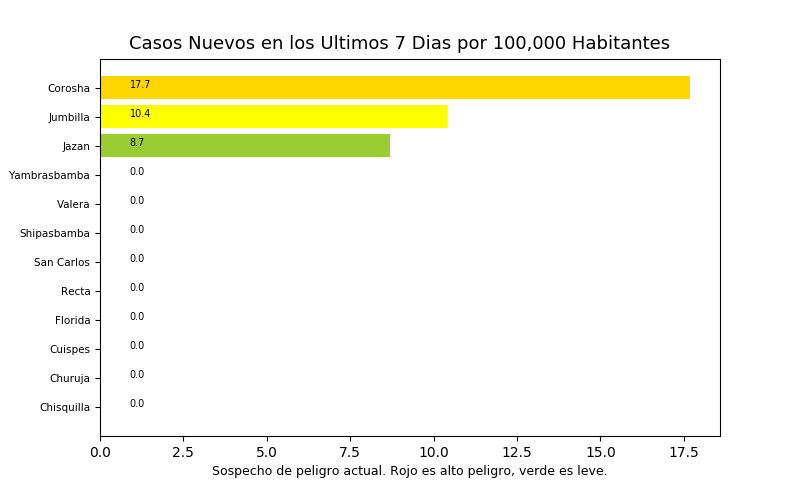 Casos Nuevos en los Ultimos 7 Dias por 100,000 Habitantes
Corosha 17.7
Jumbilla 10.4
Jazan 8.7
Yambrasbamba 0.0
Valera 0.0
Shipasbamba 0.0
San Carlos 0.0
Recta 0.0
Florida 0.0
Cuispes 0.0
Churuja 0.0
Chisquilla 0.0
0.0 2.5 5.0 7.5 10.0 12.5 15.0 17.5
Sospecho de peligro actual. Rojo es alto peligro, verde es leve.